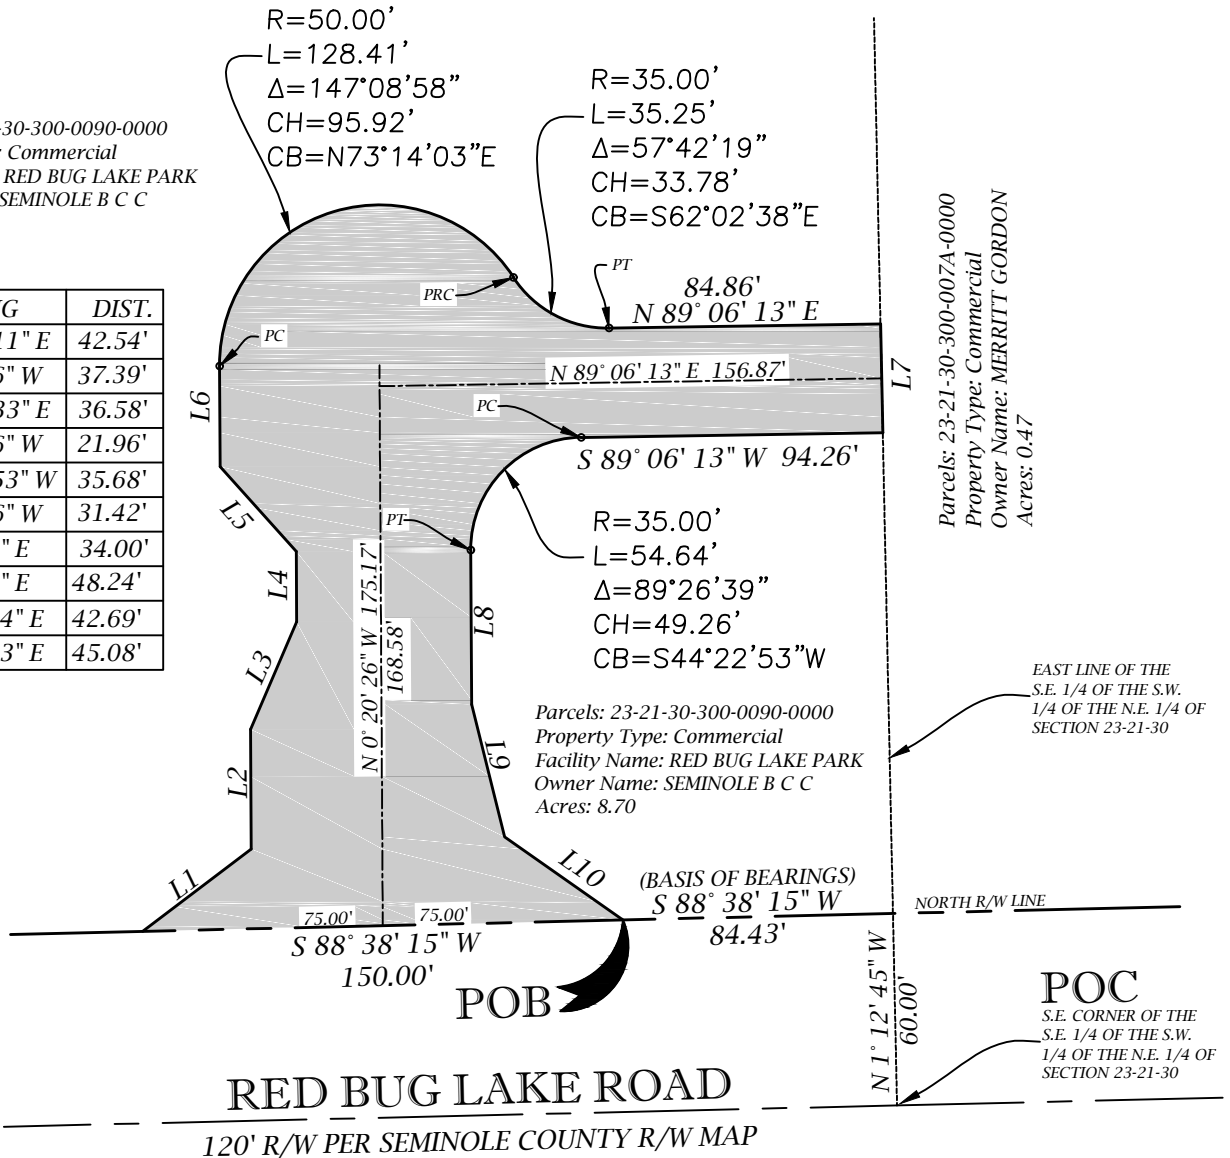 R=50.00'
L=128.41'
Δ=147°08'58"
CH=95.92'
CB=N73°14'03"E
R=35.00'
L=35.25'
Δ=57°42'19"
CH=33.78'
CB=S62°02'38"E
-30-300-0090-0000
Commercial
RED BUG LAKE PARK
SEMINOLE B C C
Parcels: 23-21-30-300-007A-0000
Property Type: Commercial
Owner Name: MERRITT GORDON
Acres: 0.47
G DIST.
11" E 42.54'
6" W 37.39'
33" E 36.58'
6" W 21.96'
53" W 35.68'
6" W 31.42'
" E 34.00'
" E 48.24'
4" E 42.69'
3" E 45.08'
PRC
PT
84.86'
N 89° 06' 13" E
PC
N 89° 06' 13" E 156.87'
L7
L6
PC
S 89° 06' 13" W 94.26'
L5
PT
R=35.00'
L=54.64'
Δ=89°26'39"
CH=49.26'
CB=S44°22'53"W
L4
N 0° 20' 26" W 175.17'
168.58'
L8
L3
EAST LINE OF THE
S.E. 1/4 OF THE S.W.
1/4 OF THE N.E. 1/4 OF
SECTION 23-21-30
Parcels: 23-21-30-300-0090-0000
Property Type: Commercial
Facility Name: RED BUG LAKE PARK
Owner Name: SEMINOLE B C C
Acres: 8.70
L9
L2
L1
L10
(BASIS OF BEARINGS)
S 88° 38' 15" W
84.43'
NORTH R/W LINE
75.00' 75.00'
S 88° 38' 15" W
150.00'
POB
N 1° 12' 45" W
60.00'
POC
S.E. CORNER OF THE
S.E. 1/4 OF THE S.W.
1/4 OF THE N.E. 1/4 OF
SECTION 23-21-30
RED BUG LAKE ROAD
120' R/W PER SEMINOLE COUNTY R/W MAP